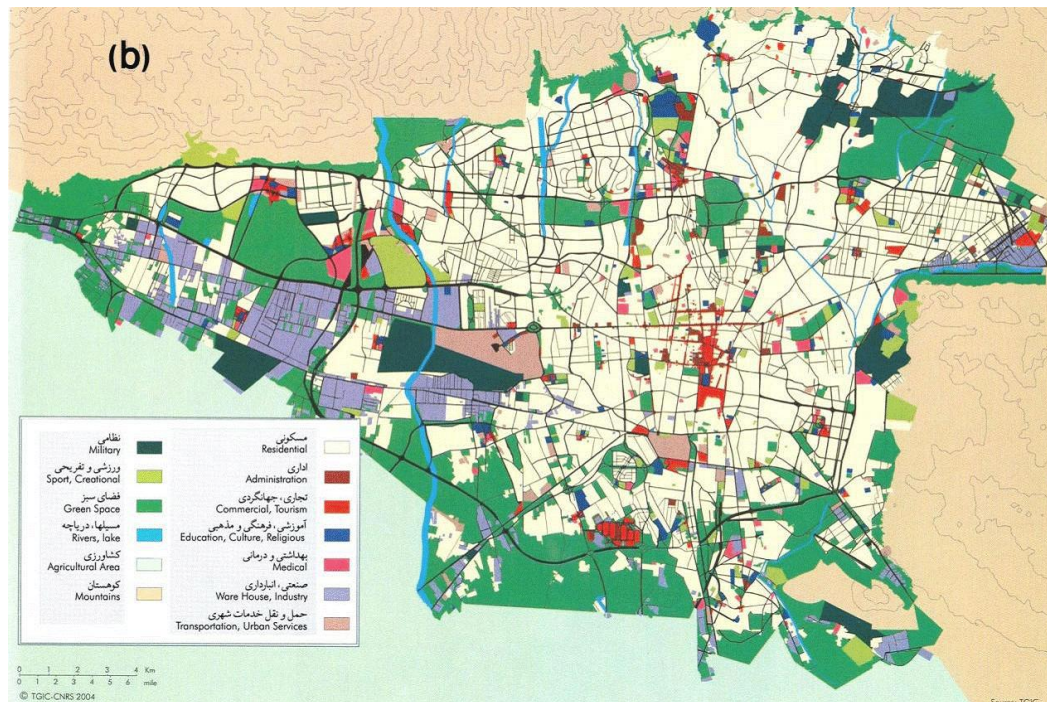 (b)
نظامی
Military
ورزشی و تفریحی
Sport, Creational
فضای سبز
Green Space
مسیلها، دریاچه
Rivers, lake
کشاورزی
Agricultural Area
کوهستان
Mountains
مسکونی
Residential
اداری
Administration
تجاری، جهانگردی
Commercial, Tourism
آموزشی، فرهنگی و مذهبی
Education, Culture, Religious
بهداشتی و درمانی
Medical
صنعتی، انبارداری
Ware House, Industry
حمل و نقل خدمات شهری
Transportation, Urban Services
0 1 2 3 4 Km
0 1 2 3 4 5 6 mile
© TGIC-CNRS 2004
Source: TGIC